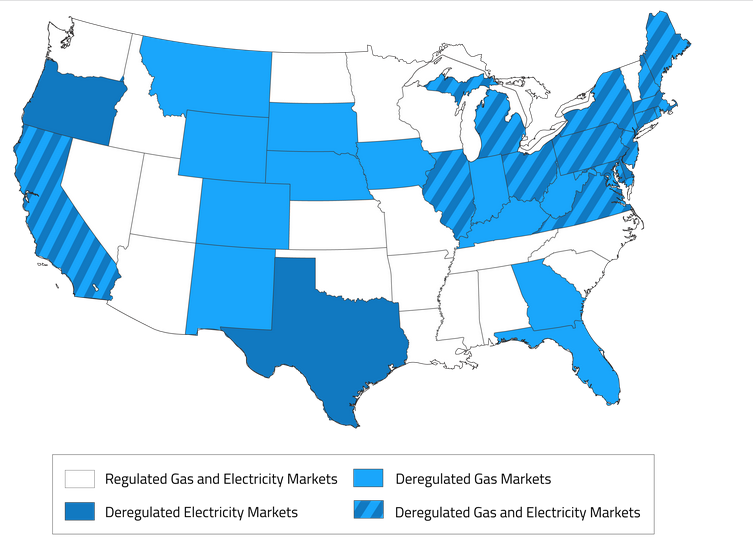 Regulated Gas and Electricity Markets
Deregulated Gas Markets
Deregulated Electricity Markets
Deregulated Gas and Electricity Markets